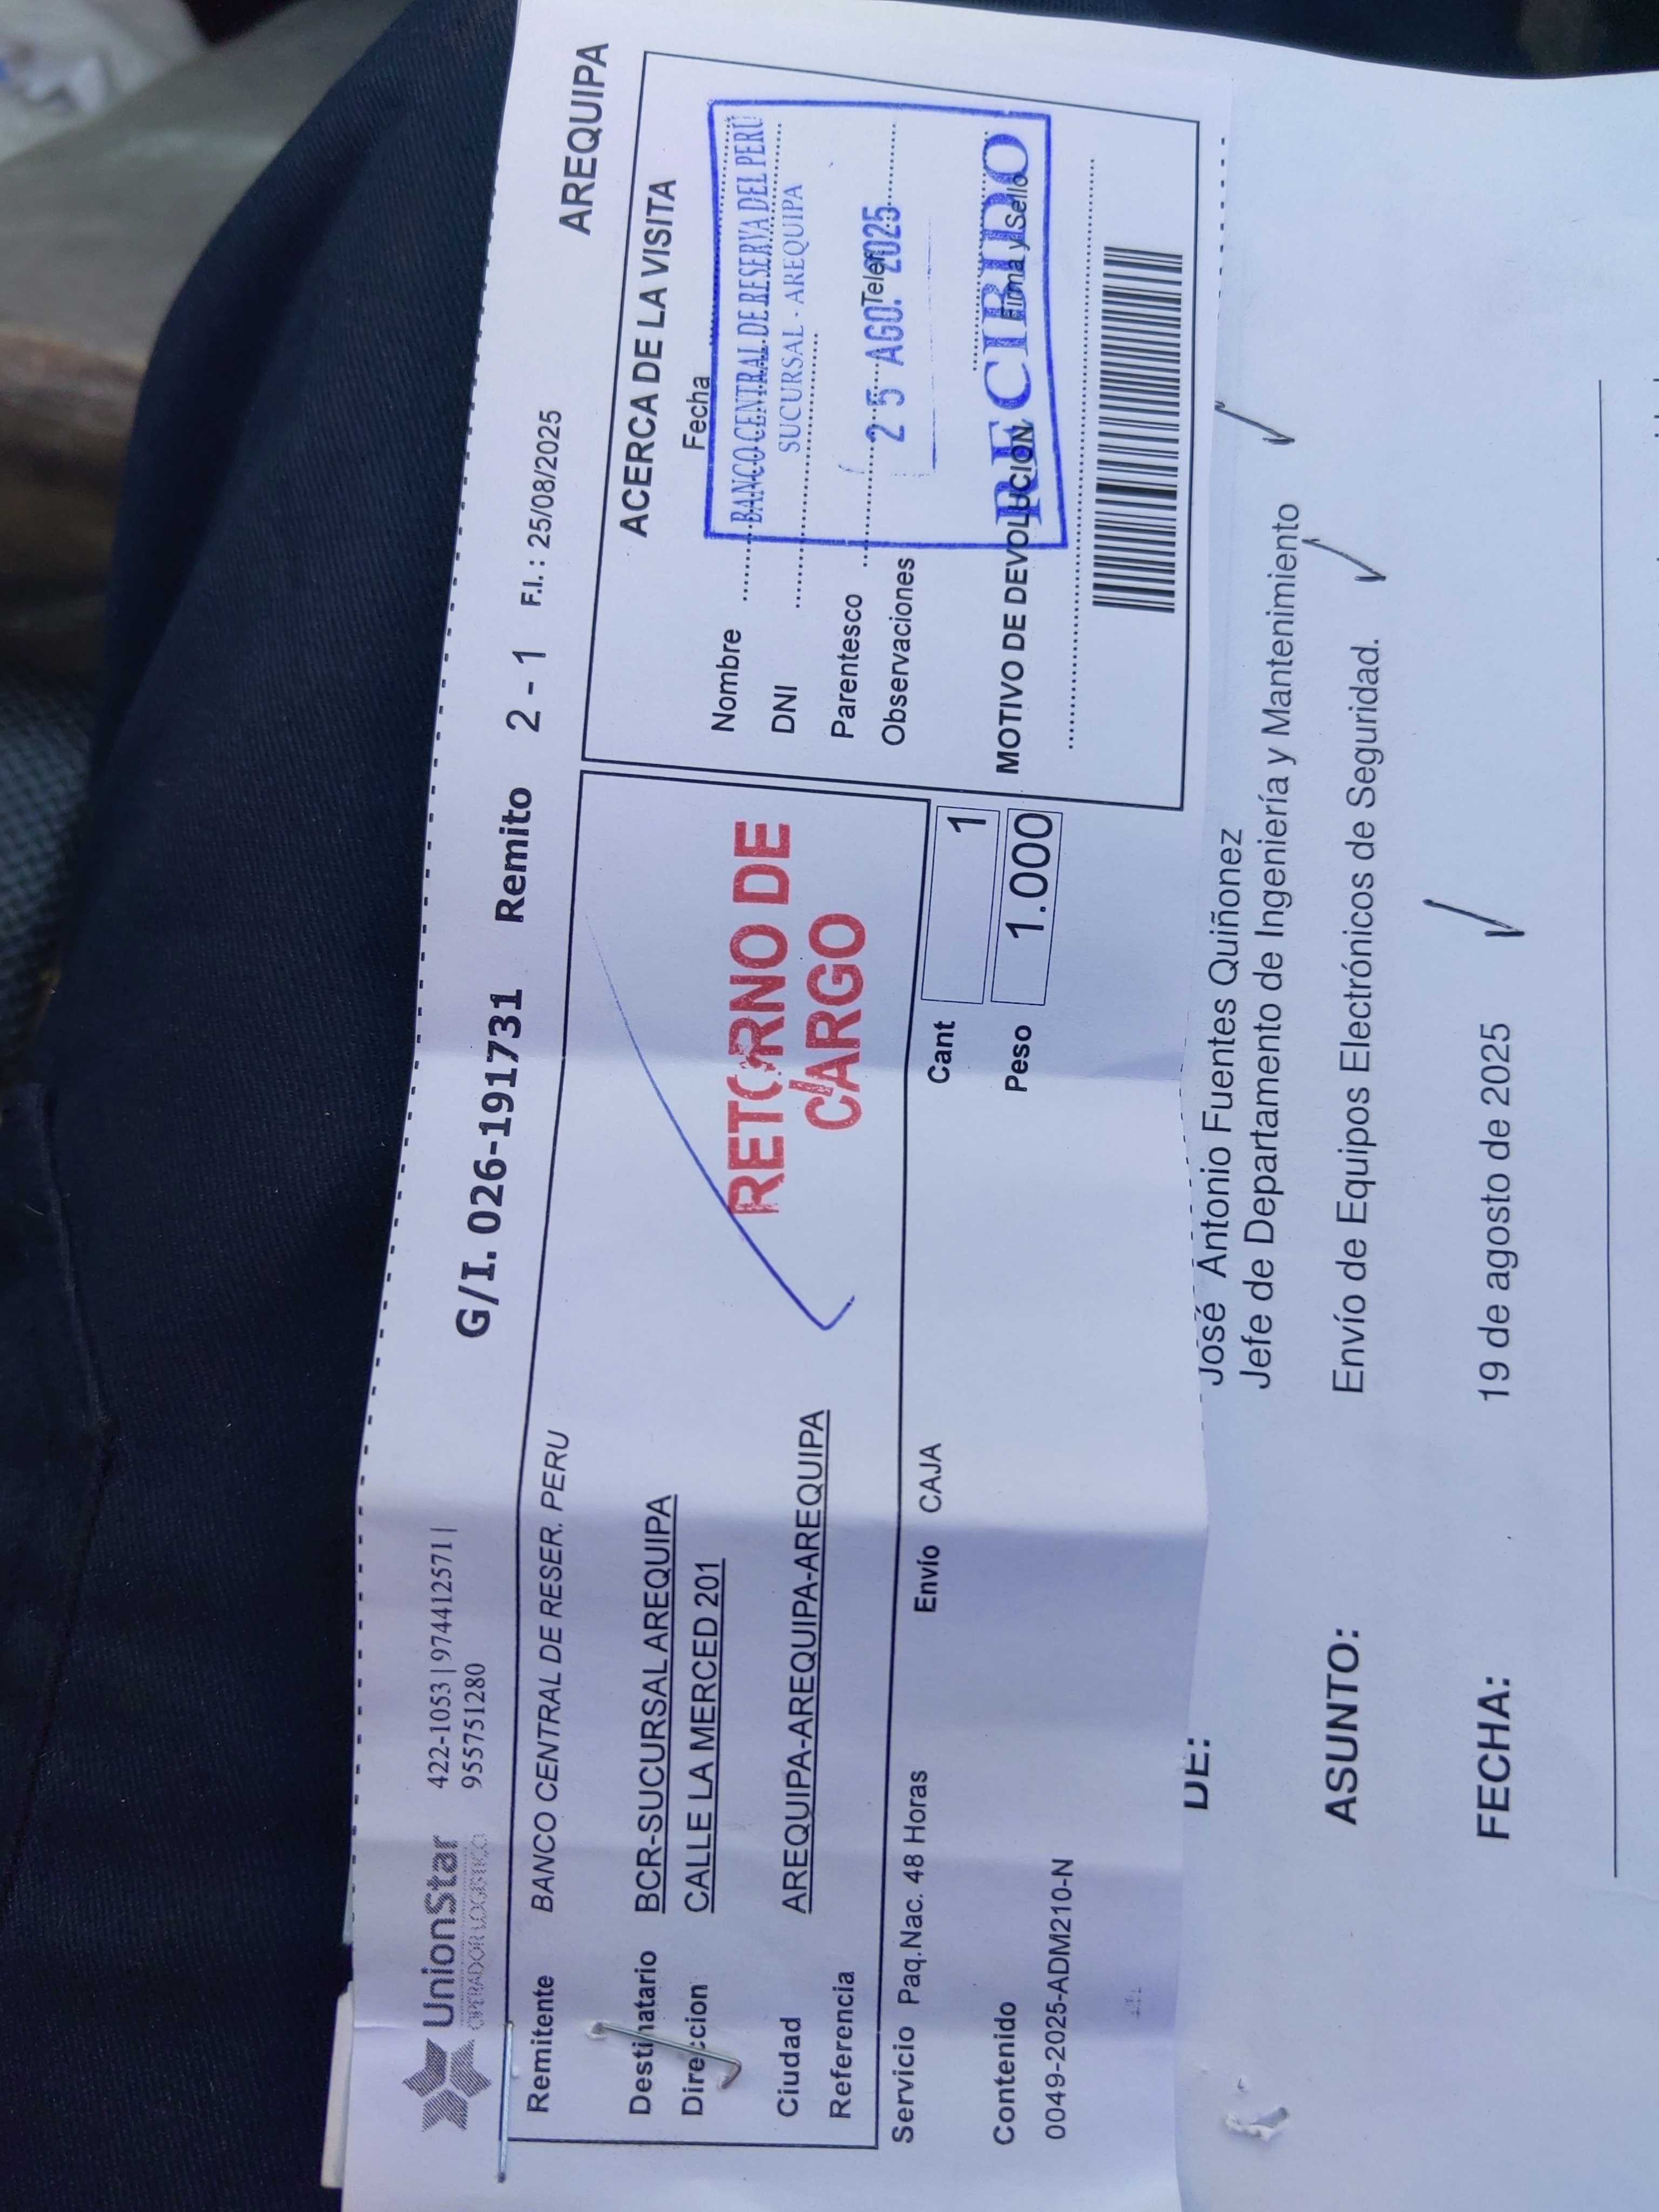 UnionStar
OPERADOR LOGISTICO
422-1053 | 974412571 |
955751280
G/I. 026-191731 Remito 2 - 1 F.I. : 25/08/2025 AREQUIPA
Remitente BANCO CENTRAL DE RESER. PERU
Destinatario BCR-SUCURSAL AREQUIPA
Direccion CALLE LA MERCED 201
Ciudad AREQUIPA-AREQUIPA-AREQUIPA
Referencia
RETORNO DE
CARGO
Servicio Paq.Nac. 48 Horas Envío CAJA
Cant 1
Peso 1.000
Contenido
0049-2025-ADM210-N
ACERCA DE LA VISITA
Fecha
Nombre
DNI
Parentesco Telef
Observaciones
MOTIVO DE DEVOLUCION Firma y Sello
BANCO CENTRAL DE RESERVA DEL PERÚ
SUCURSAL - AREQUIPA
25 AGO. 2025
RECIBIDO
DE: José Antonio Fuentes Quiñonez
Jefe de Departamento de Ingeniería y Mantenimiento
ASUNTO: Envío de Equipos Electrónicos de Seguridad.
FECHA: 19 de agosto de 2025